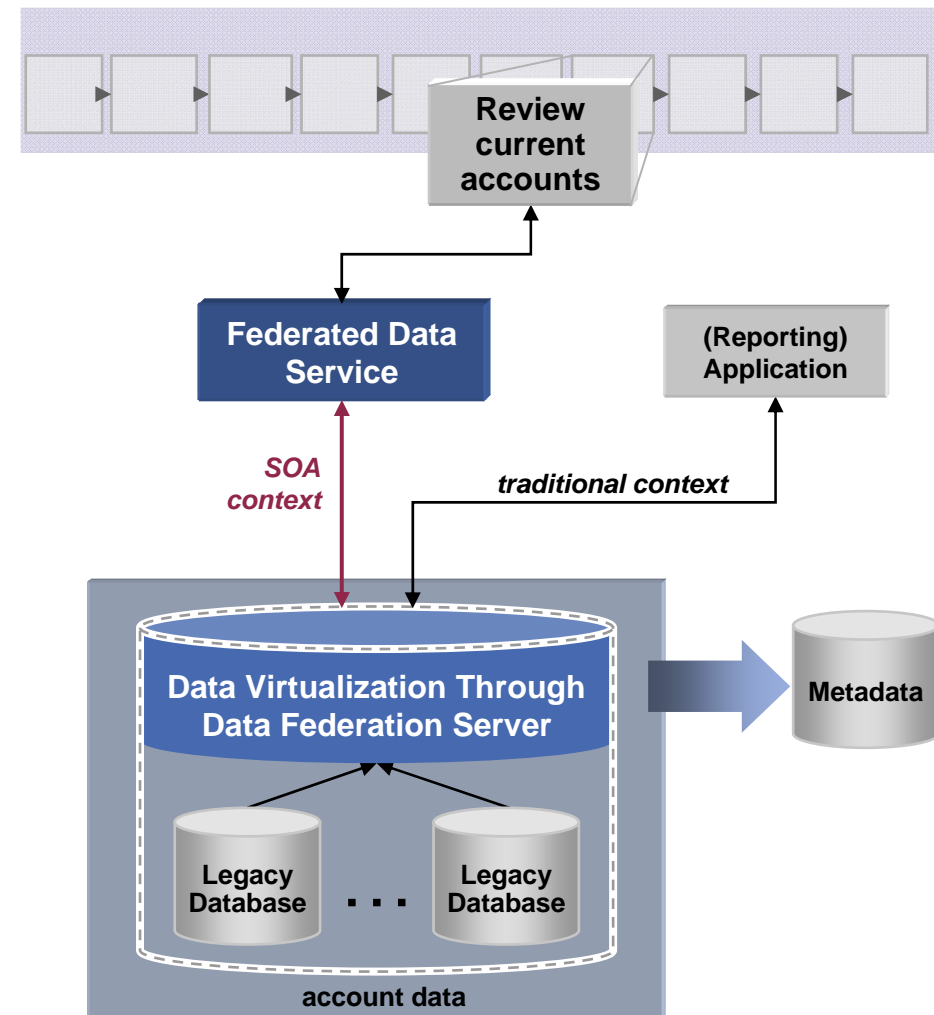 Review
current
accounts
Federated Data
Service
(Reporting)
Application
SOA
context
traditional context
Data Virtualization Through
Data Federation Server
Metadata
Legacy
Database
. . .
Legacy
Database
account data